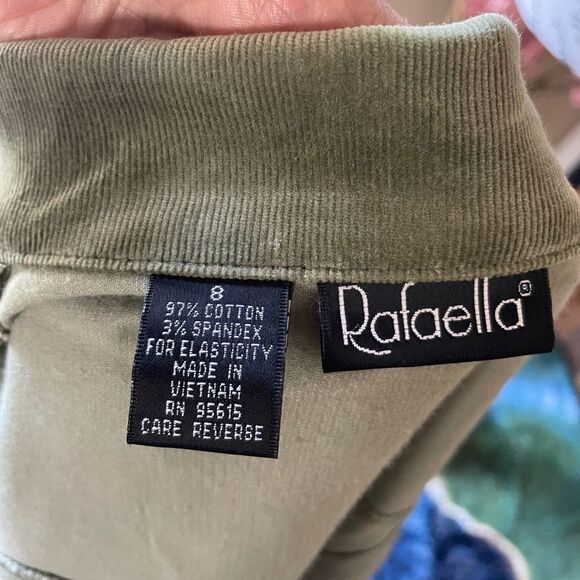 8
97% COTTON
3% SPANDEX
FOR ELASTICITY
MADE IN
VIETNAM
RN 95615
CARE REVERSE
Rafaella®